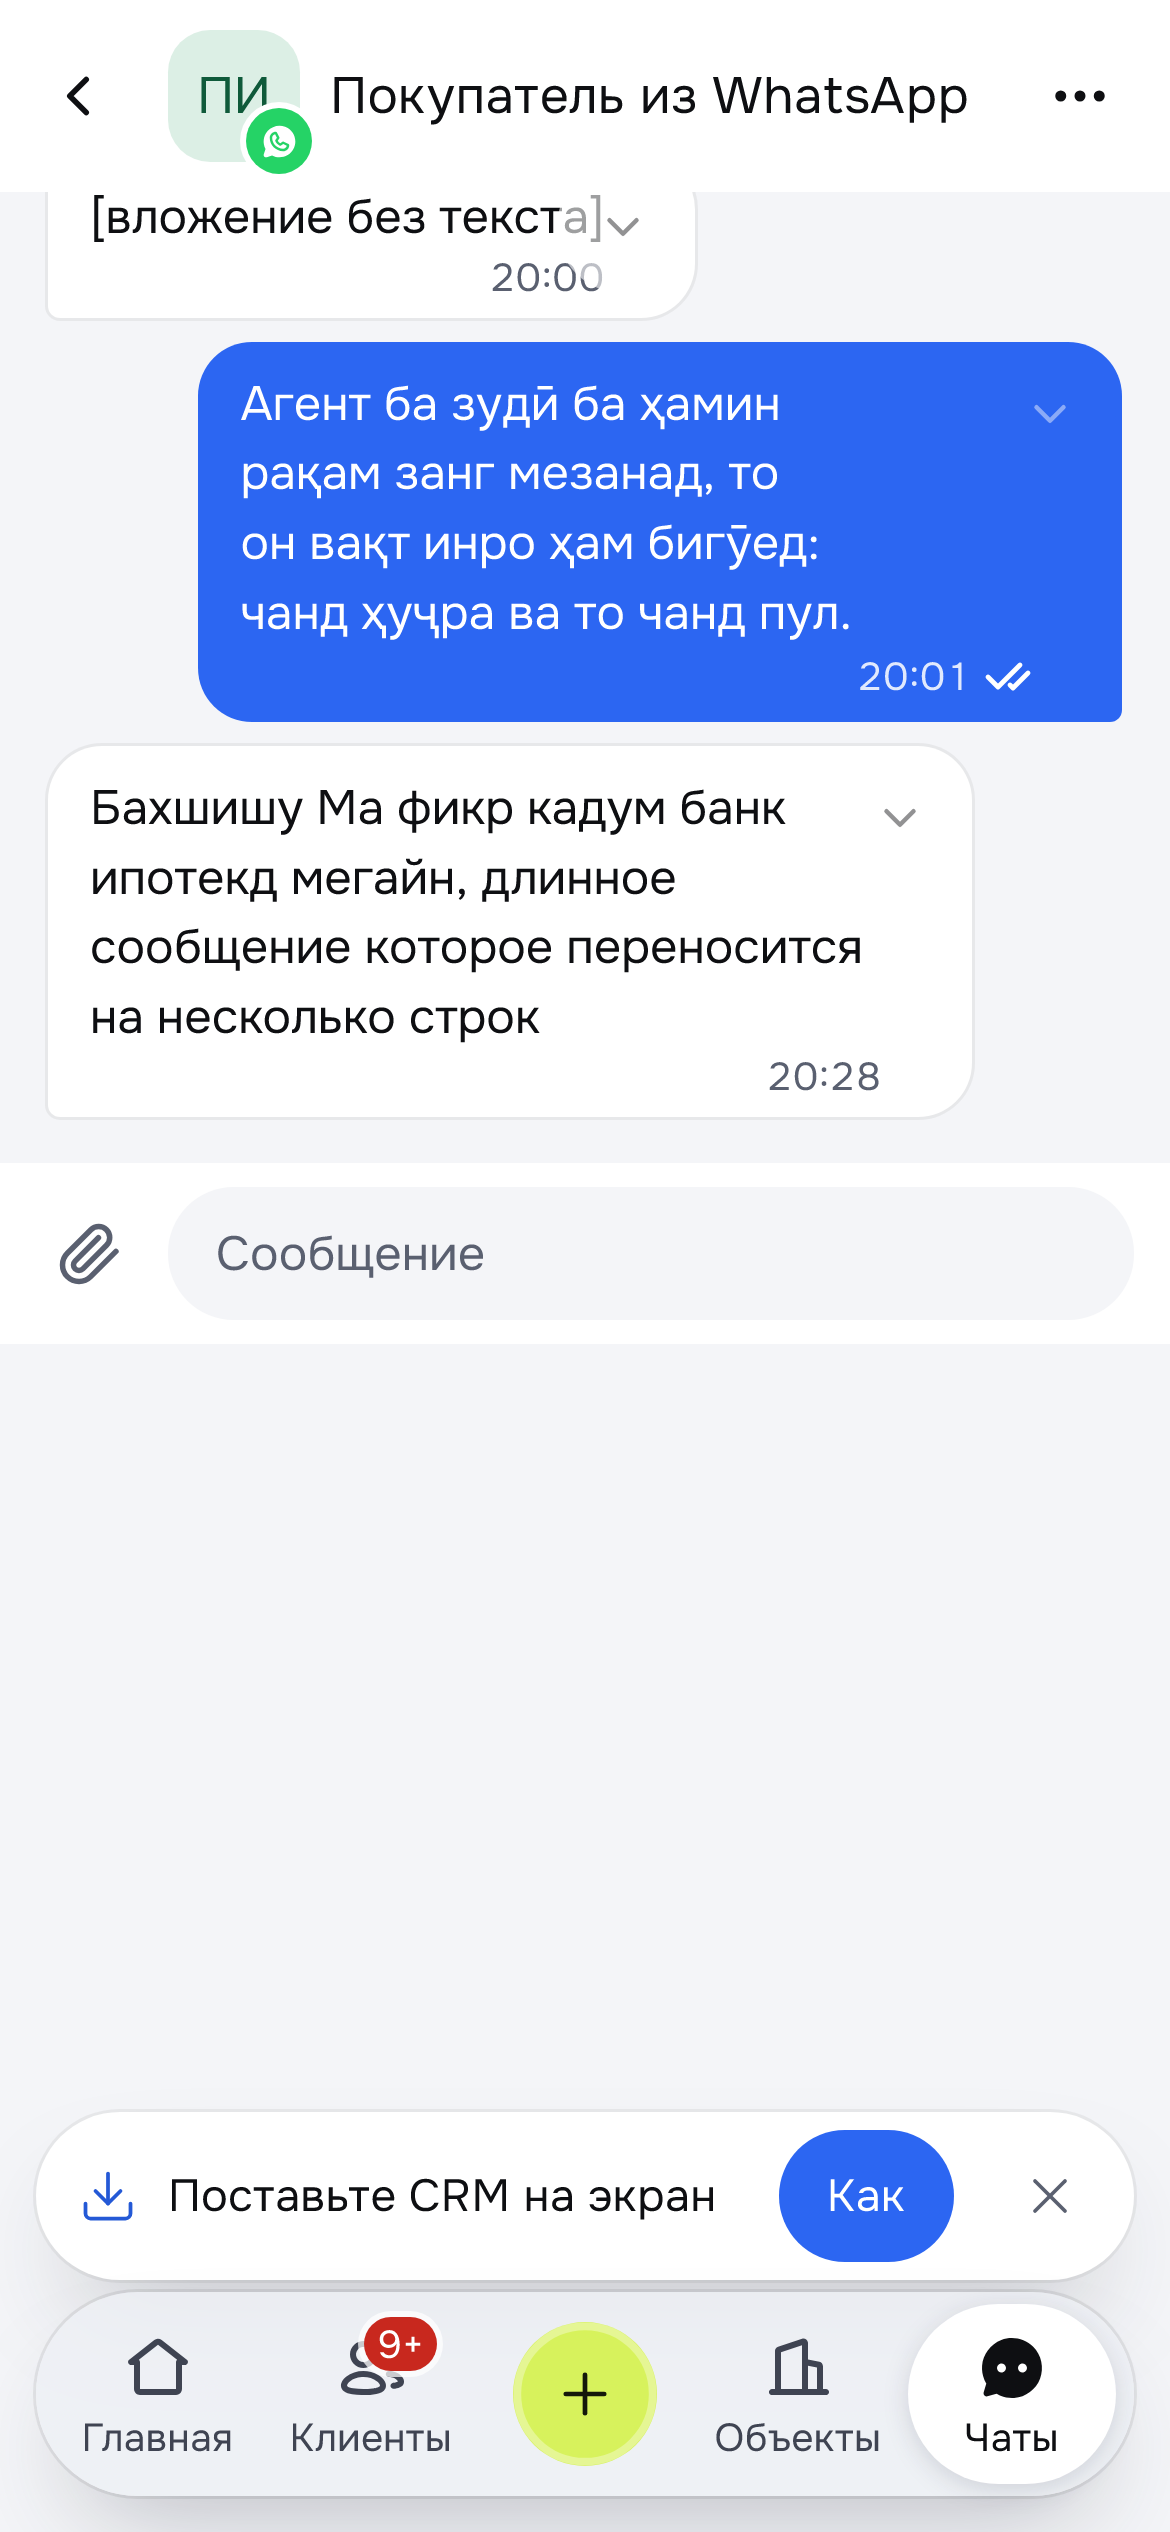 ПИ
Покупатель из WhatsApp
[вложение без текста]
20:00
Агент ба зудӣ ба ҳамин
рақам занг мезанад, то
он вақт инро ҳам бигӯед:
чанд ҳуҷра ва то чанд пул.
20:01
Бахшишу Ма фикр кадум банк
ипотекд мегайн, длинное
сообщение которое переносится
на несколько строк
20:28
Сообщение
Поставьте CRM на экран
Как
9+
Главная
Клиенты
Объекты
Чаты